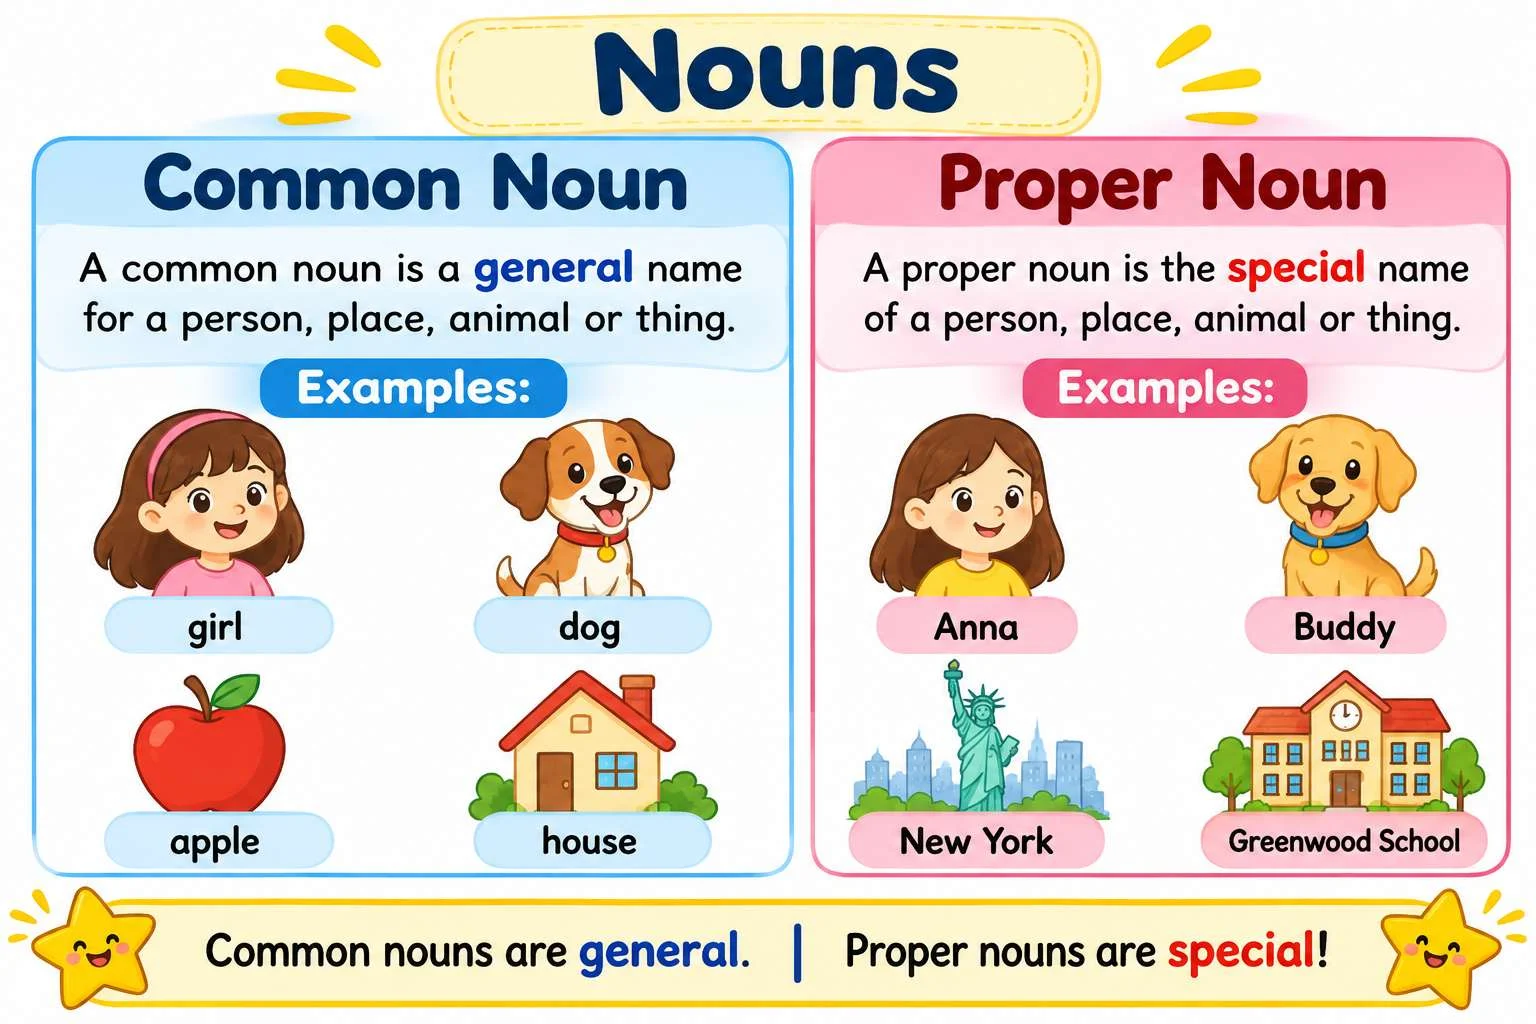 Nouns
Common Noun
A common noun is a general name
for a person, place, animal or thing.
Examples:
girl
dog
apple
house
Proper Noun
A proper noun is the special name
of a person, place, animal or thing.
Examples:
Anna
Buddy
New York
Greenwood School
Common nouns are general. | Proper nouns are special!